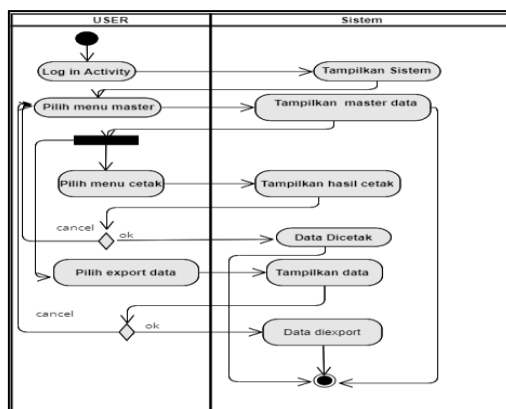 USER
Sistem
Log in Activity
Tampilkan Sistem
Pilih menu master
Tampilkan master data
Pilih menu cetak
Tampilkan hasil cetak
cancel
ok
Data Dicetak
Pilih export data
Tampilkan data
cancel
ok
Data diexport